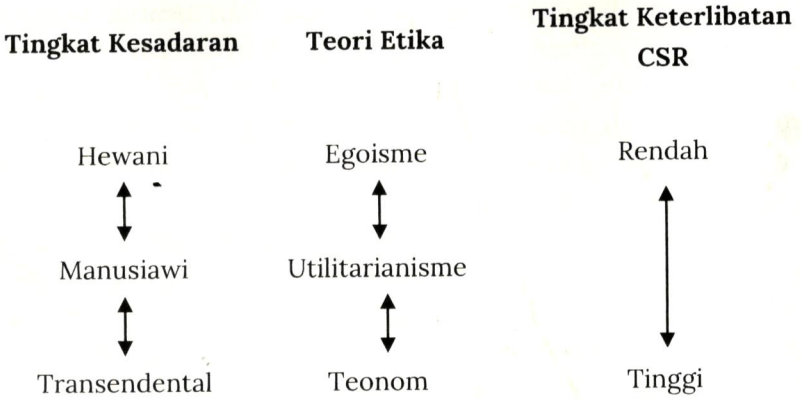 Tingkat Kesadaran
Teori Etika
Tingkat Keterlibatan
CSR
Hewani
Egoisme
Rendah
Manusiawi
Utilitarianisme
Transendental
Teonom
Tinggi